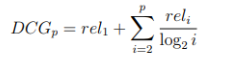 DCG_p = rel_1 + \sum_{i=2}^{p} \frac{rel_i}{\log_2 i}